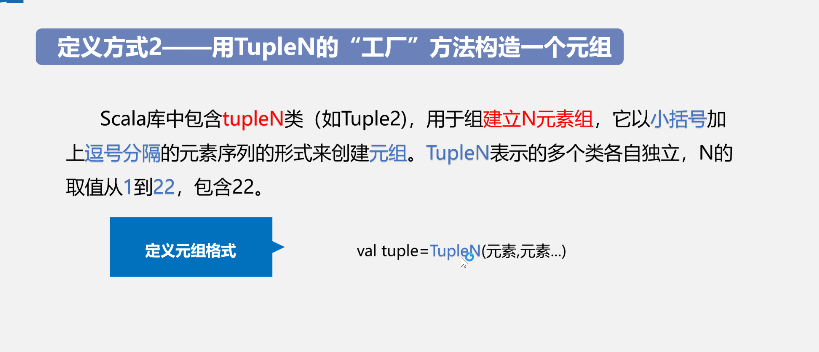 定义方式2——用TupleN的“工厂”方法构造一个元组
Scala库中包含tupleN类（如Tuple2），用于组建立N元素组，它以小括号加
上逗号分隔的元素序列的形式来创建元组。TupleN表示的多个类各自独立，N的
取值从1到22，包含22。
定义元组格式
val tuple=TupleN(元素,元素...)